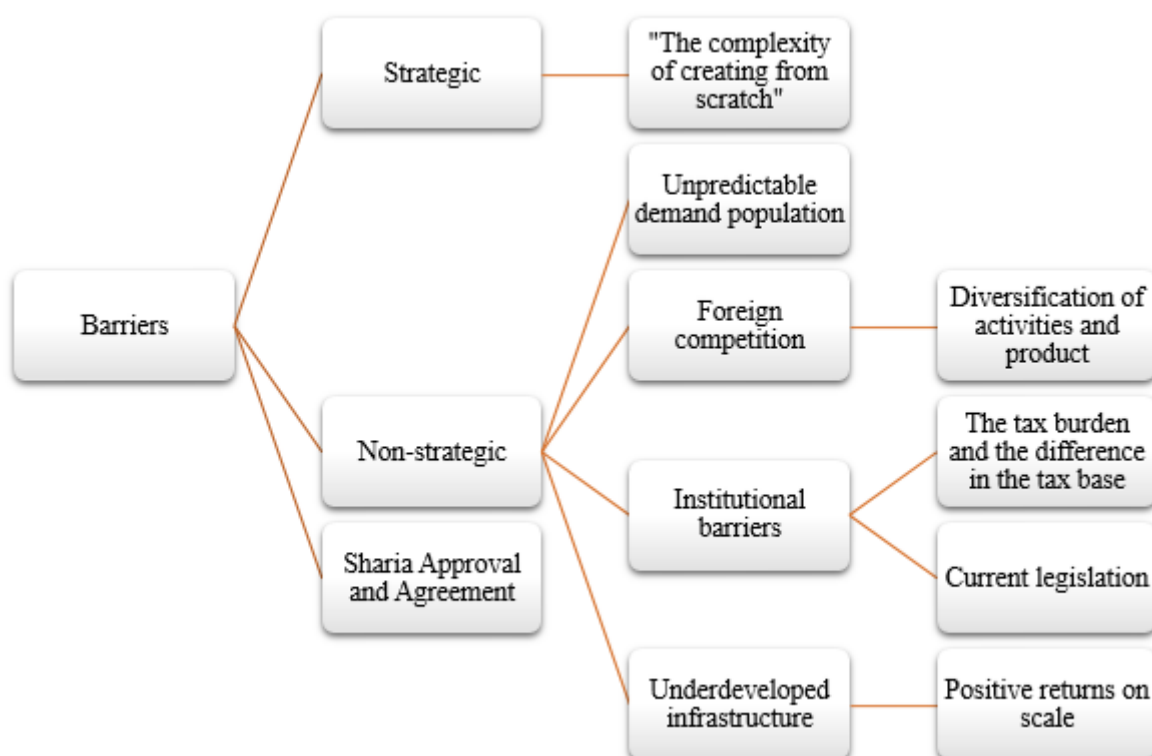 Barriers
Strategic
"The complexity
of creating from
scratch"
Non-strategic
Unpredictable
demand population
Foreign
competition
Diversification of
activities and
product
Institutional
barriers
The tax burden
and the difference
in the tax base
Current legislation
Underdeveloped
infrastructure
Positive returns on
scale
Sharia Approval
and Agreement